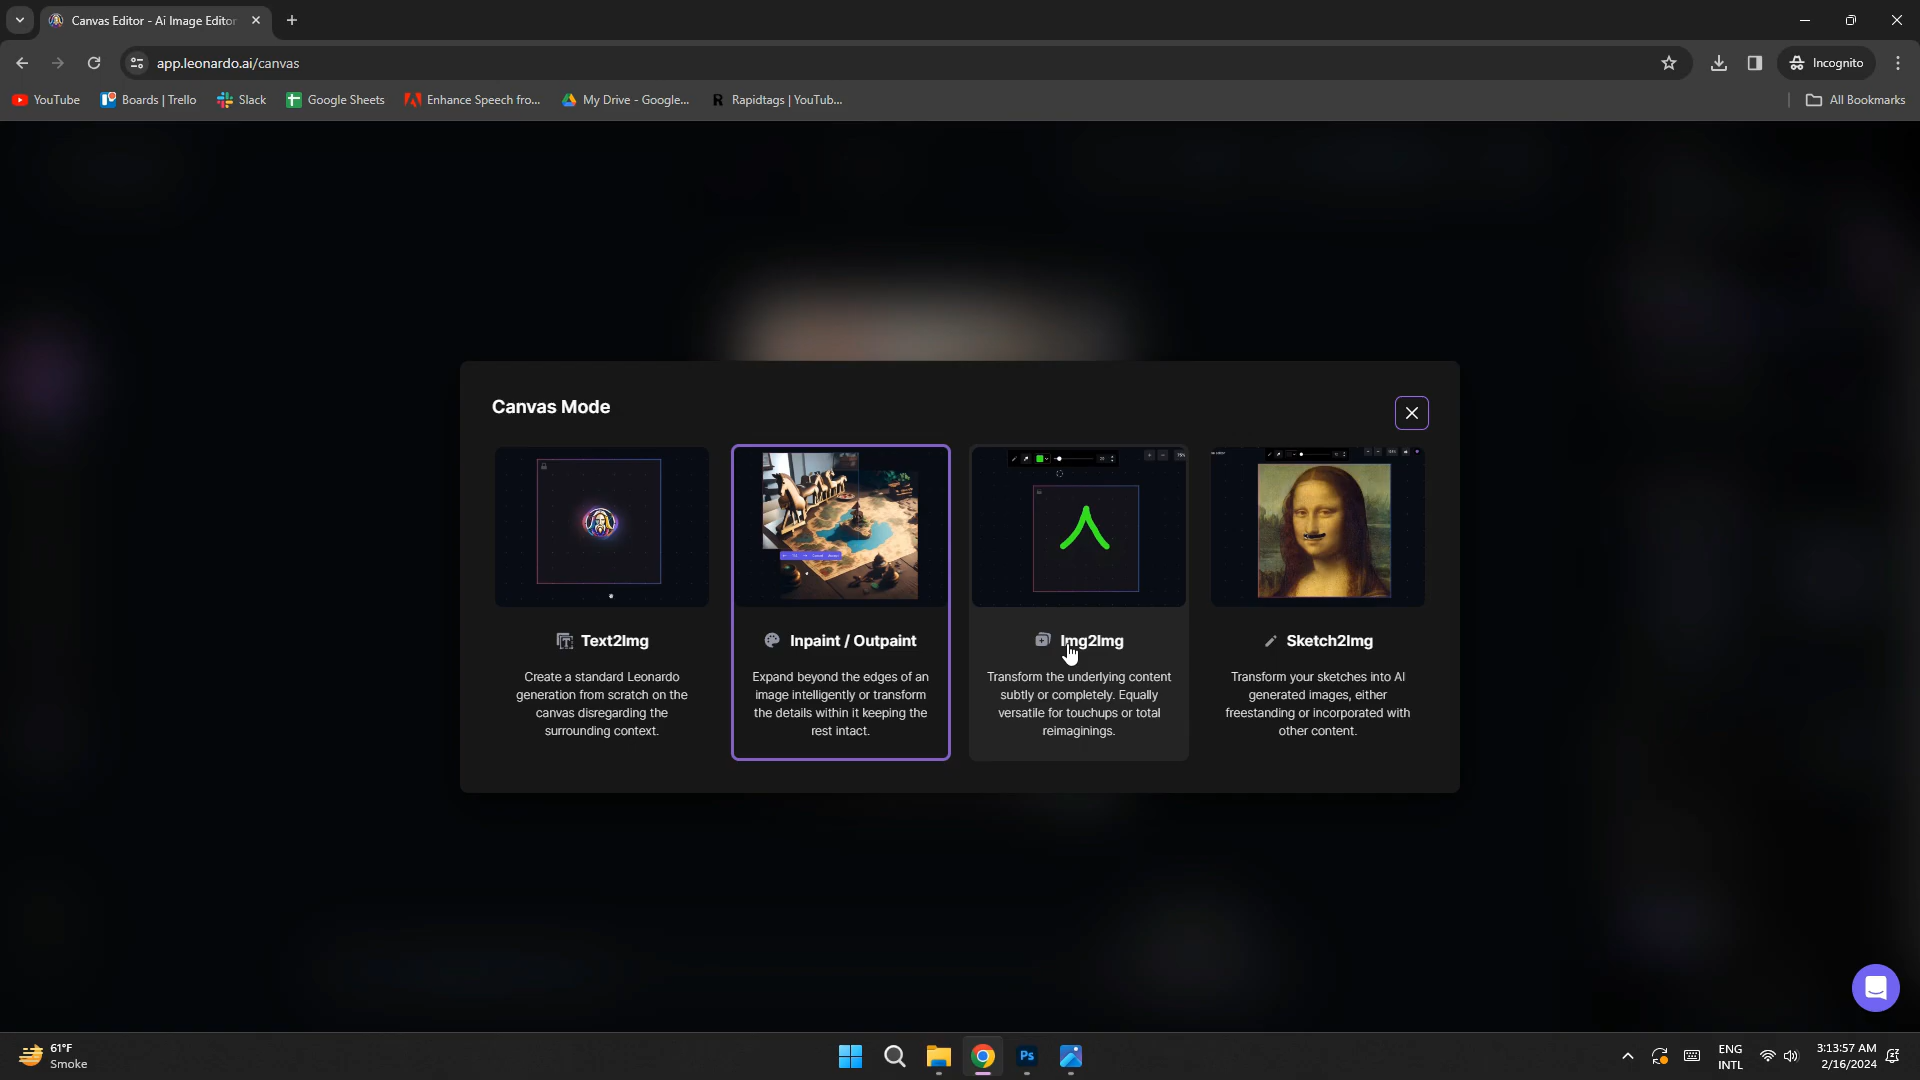 Canvas Editor - Ai Image Editor
app.leonardo.ai/canvas
Incognito
YouTube
Boards | Trello
Slack
Google Sheets
Enhance Speech fro...
My Drive - Google...
Rapidtags | YouTub...
All Bookmarks
Canvas Mode
Text2Img
Create a standard Leonardo
generation from scratch on the
canvas disregarding the
surrounding context.
Inpaint / Outpaint
Expand beyond the edges of an
image intelligently or transform
the details within it keeping the
rest intact.
Img2Img
Transform the underlying content
subtly or completely. Equally
versatile for touchups or total
reimaginings.
Sketch2Img
Transform your sketches into AI
generated images, either
freestanding or incorporated with
other content.
61°F
Smoke
Ps
ENG
INTL
3:13:57 AM
2/16/2024